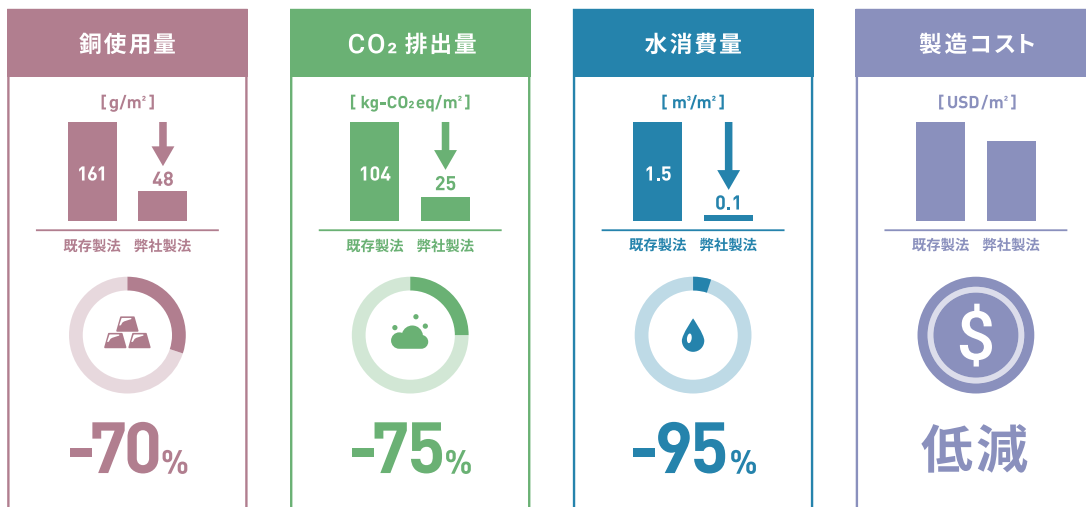 銅使用量
[g/m²]
161
48
既存製法 弊社製法
-70%
CO₂ 排出量
[kg-CO₂eq/m²]
104
25
既存製法 弊社製法
-75%
水消費量
[m³/m²]
1.5
0.1
既存製法 弊社製法
-95%
製造コスト
[USD/m²]
既存製法 弊社製法
$
低減